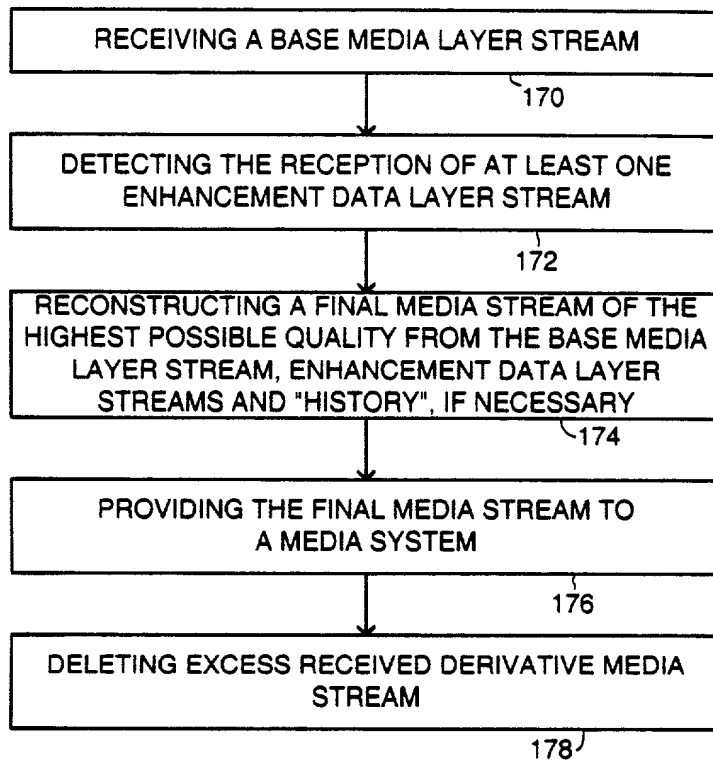 RECEIVING A BASE MEDIA LAYER STREAM
170
DETECTING THE RECEPTION OF AT LEAST ONE
ENHANCEMENT DATA LAYER STREAM
172
RECONSTRUCTING A FINAL MEDIA STREAM OF THE
HIGHEST POSSIBLE QUALITY FROM THE BASE MEDIA
LAYER STREAM, ENHANCEMENT DATA LAYER
STREAMS AND "HISTORY", IF NECESSARY
174
PROVIDING THE FINAL MEDIA STREAM TO
A MEDIA SYSTEM
176
DELETING EXCESS RECEIVED DERIVATIVE MEDIA
STREAM
178